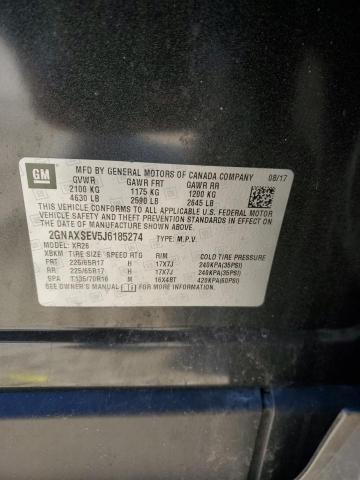 GM
MFD BY GENERAL MOTORS OF CANADA COMPANY 08/17
GVWR GAWR FRT GAWR RR
2100 KG 1175 KG 1200 KG
4630 LB 2590 LB 2645 LB
THIS VEHICLE CONFORMS TO ALL APPLICABLE U.S. FEDERAL
MOTOR VEHICLE SAFETY, BUMPER, AND
THEFT PREVENTION STANDARDS IN EFFECT ON
THE DATE OF MANUFACTURE SHOWN ABOVE.
2GNAXSEV5J6185274 TYPE: M.P.V.
MODEL: XR26
XBKM TIRE SIZE SPEED RTG RIM COLD TIRE PRESSURE
FRT 225/65R17 H 17X7J 240KPA(35PSI)
RR 225/65R17 H 17X7J 240KPA(35PSI)
SPA T135/70R16 M 16X4BT 420KPA(60PSI)
SEE OWNER'S MANUAL FOR ADDITIONAL INFORMATION